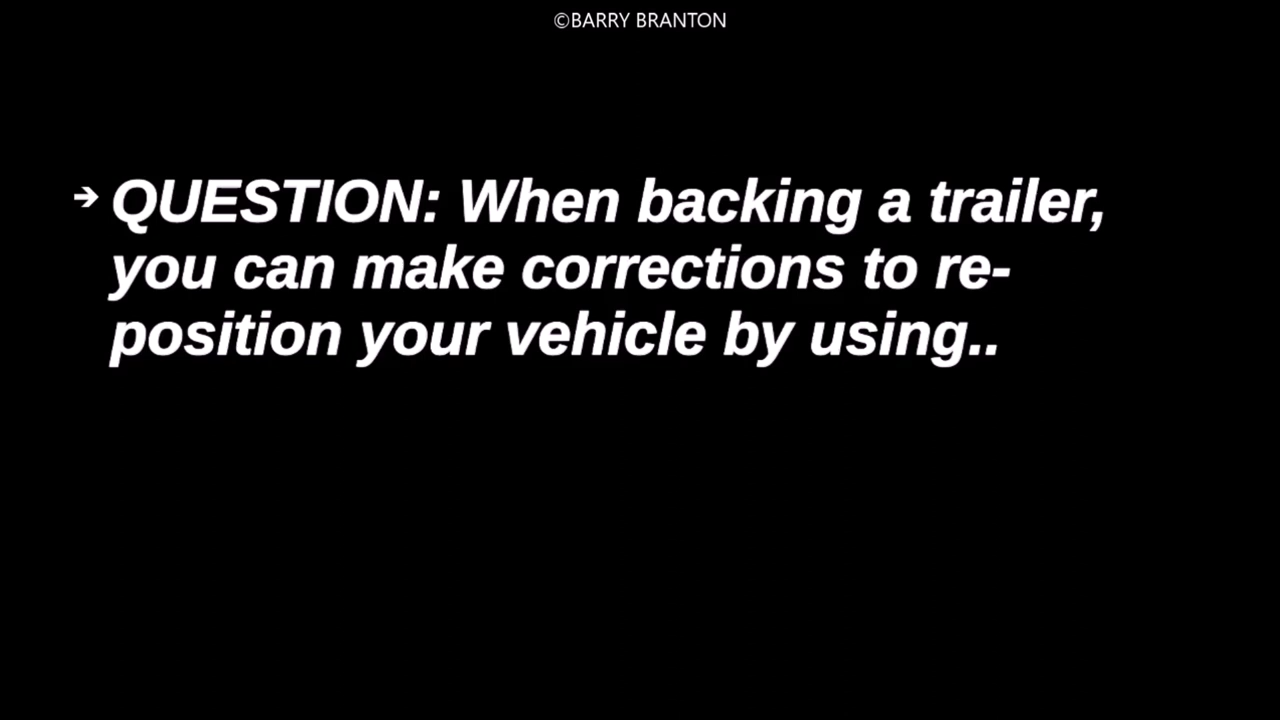 ©BARRY BRANTON
→ QUESTION: When backing a trailer,
you can make corrections to re-
position your vehicle by using..